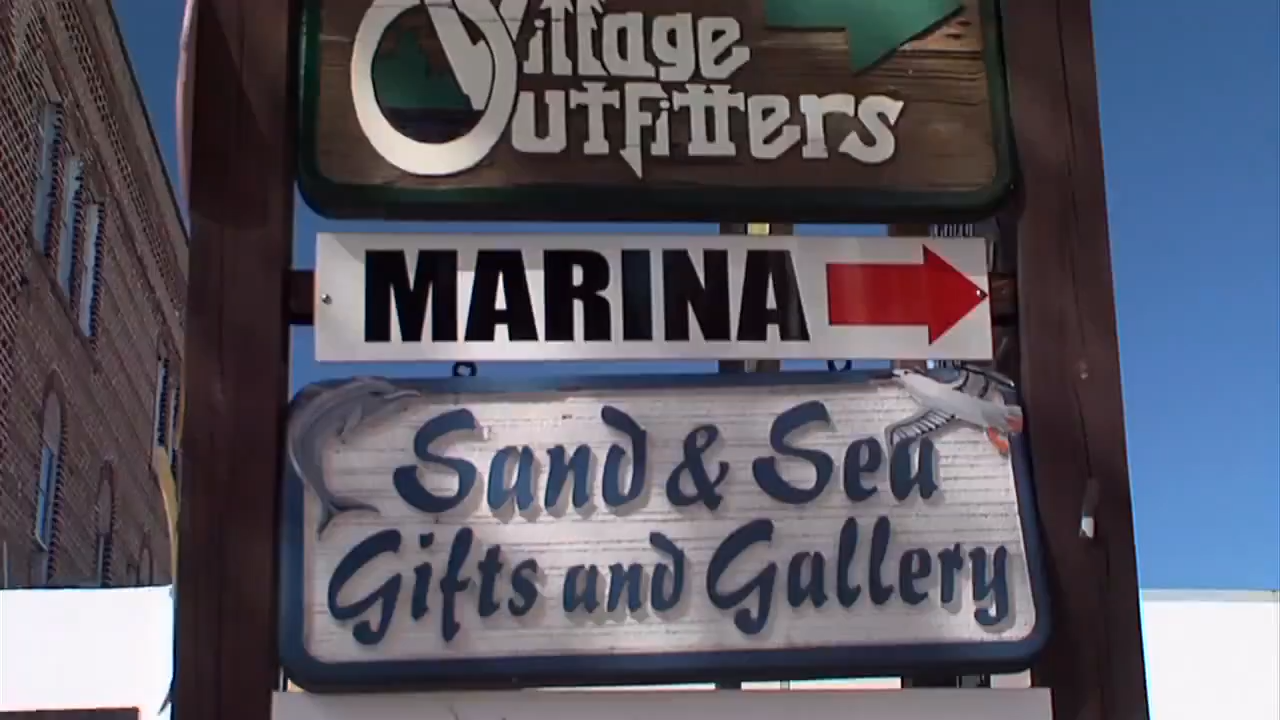 Village
Outfitters
MARINA
Sand & Sea
Gifts and Gallery